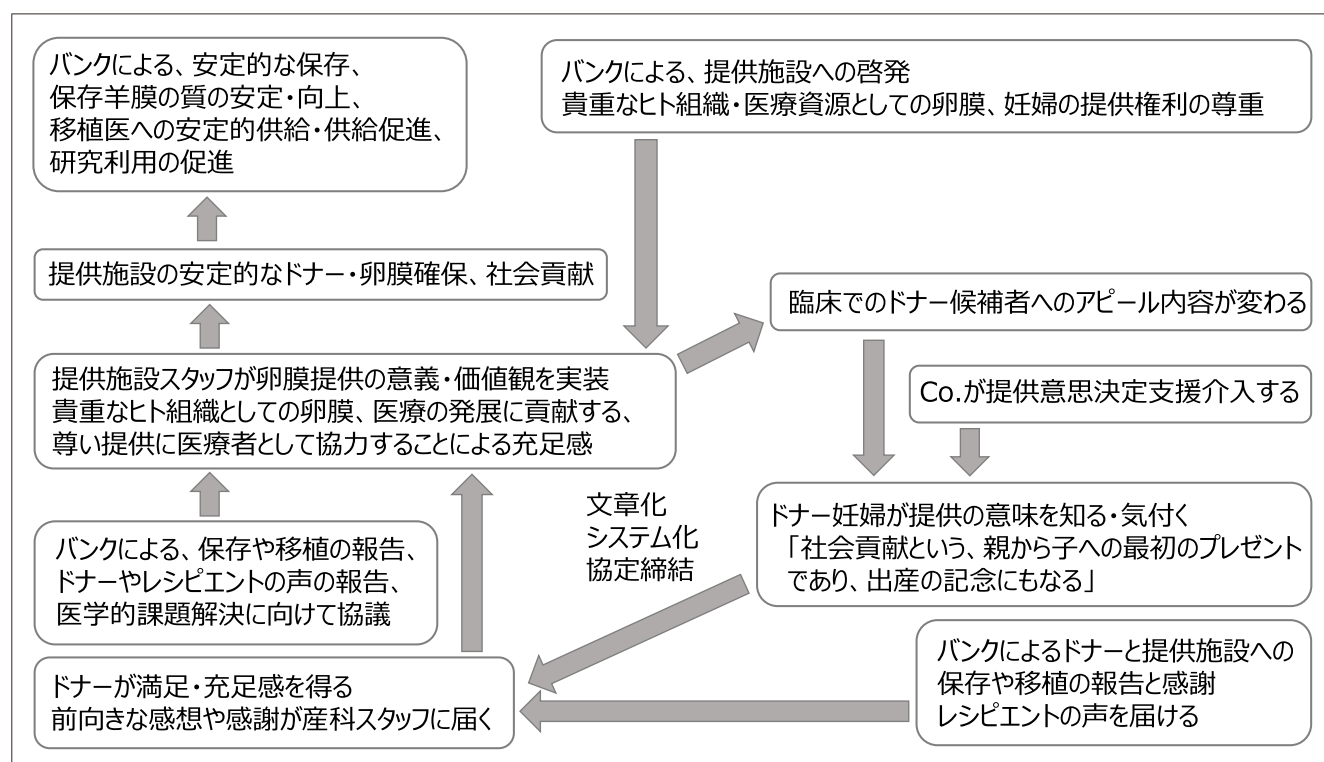 バンクによる、安定的な保存、
保存羊膜の質の安定・向上、
移植医への安定的供給・供給促進、
研究利用の促進
バンクによる、提供施設への啓発
貴重なヒト組織・医療資源としての卵膜、妊婦の提供権利の尊重
提供施設の安定的なドナー・卵膜確保、社会貢献
臨床でのドナー候補者へのアピール内容が変わる
提供施設スタッフが卵膜提供の意義・価値観を実装
貴重なヒト組織としての卵膜、医療の発展に貢献する、
尊い提供に医療者として協力することによる充足感
Co.が提供意思決定支援介入する
文章化
システム化
協定締結
ドナー妊婦が提供の意味を知る・気付く
「社会貢献という、親から子への最初のプレゼント
であり、出産の記念にもなる」
バンクによる、保存や移植の報告、
ドナーやレシピエントの声の報告、
医学的課題解決に向けて協議
ドナーが満足・充足感を得る
前向きな感想や感謝が産科スタッフに届く
バンクによるドナーと提供施設への
保存や移植の報告と感謝
レシピエントの声を届ける